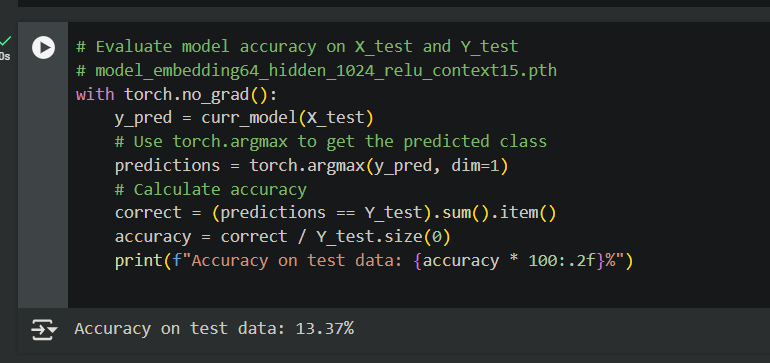 0s
# Evaluate model accuracy on X_test and Y_test
# model_embedding64_hidden_1024_relu_context15.pth
with torch.no_grad():
    y_pred = curr_model(X_test)
    # Use torch.argmax to get the predicted class
    predictions = torch.argmax(y_pred, dim=1)
    # Calculate accuracy
    correct = (predictions == Y_test).sum().item()
    accuracy = correct / Y_test.size(0)
    print(f"Accuracy on test data: {accuracy * 100:.2f}%")
Accuracy on test data: 13.37%